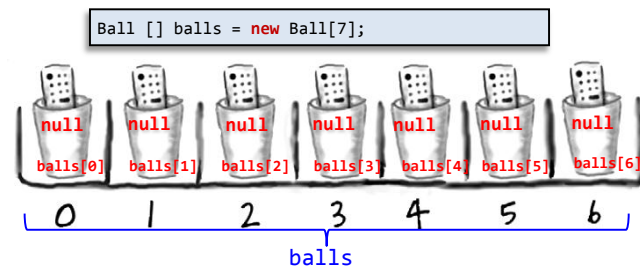 Ball [] balls = new Ball[7];
null null null null null null null
balls[0] balls[1] balls[2] balls[3] balls[4] balls[5] balls[6]
0 1 2 3 4 5 6
balls